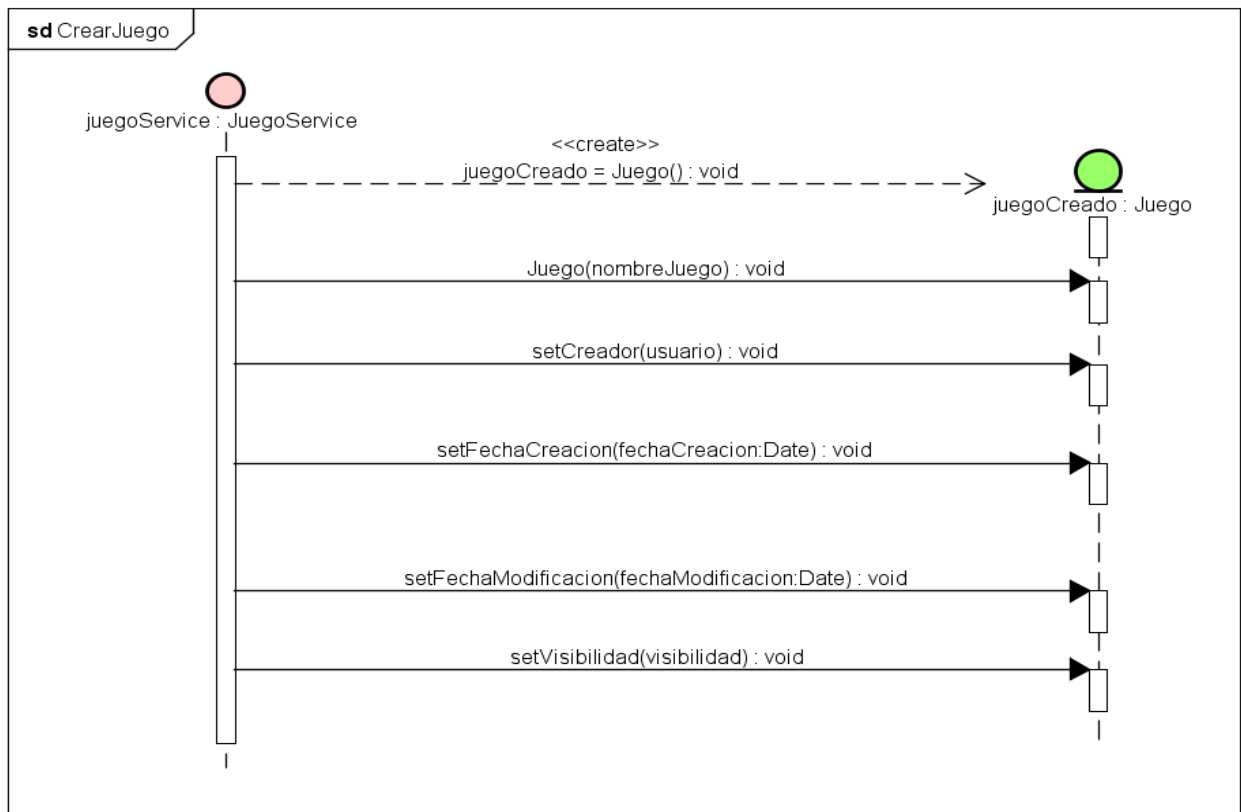 sd CrearJuego
juegoService : JuegoService
<<create>>
juegoCreado = Juego() : void
juegoCreado : Juego
Juego(nombreJuego) : void
setCreador(usuario) : void
setFechaCreacion(fechaCreacion:Date) : void
setFechaModificacion(fechaModificacion:Date) : void
setVisibilidad(visibilidad) : void